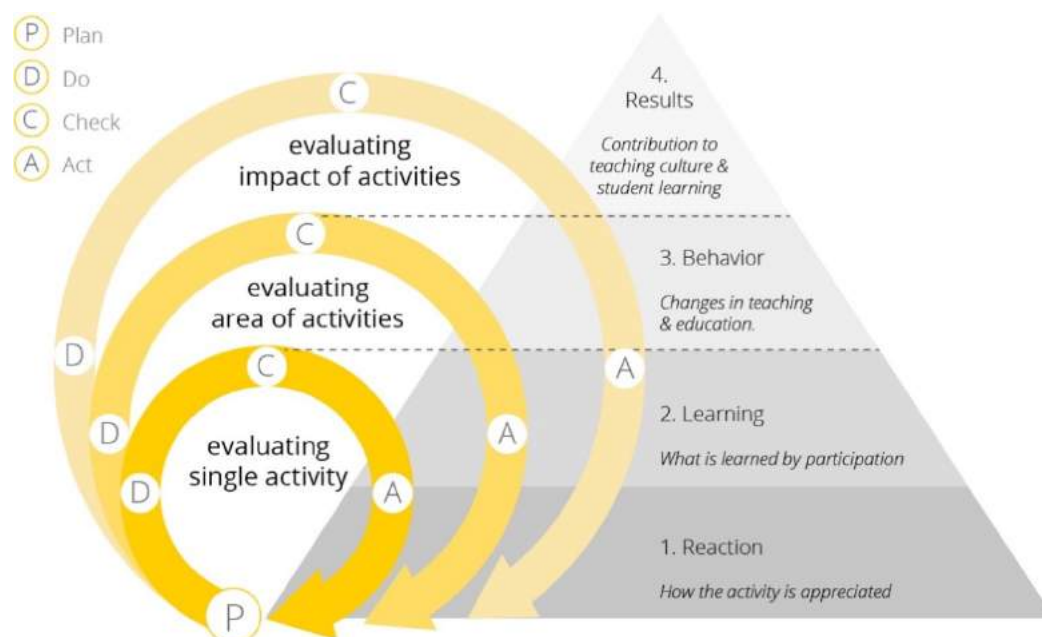 P Plan
D Do
C Check
A Act
C
evaluating
impact of activities
C
evaluating
area of activities
C
evaluating
single activity
D
D
D
A
A
A
P
4.
Results
Contribution to
teaching culture &
student learning
3. Behavior
Changes in teaching
& education.
2. Learning
What is learned by participation
1. Reaction
How the activity is appreciated